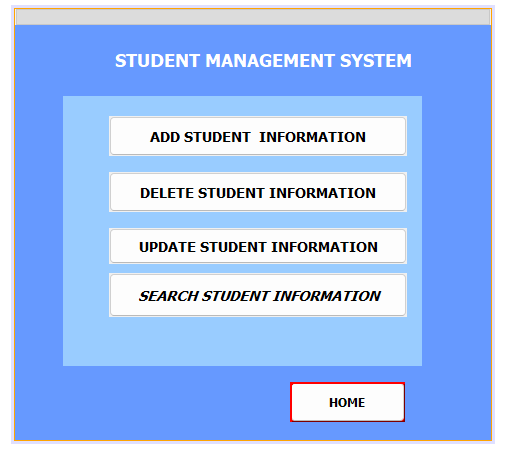 STUDENT MANAGEMENT SYSTEM
ADD STUDENT  INFORMATION
DELETE STUDENT INFORMATION
UPDATE STUDENT INFORMATION
SEARCH STUDENT INFORMATION
HOME